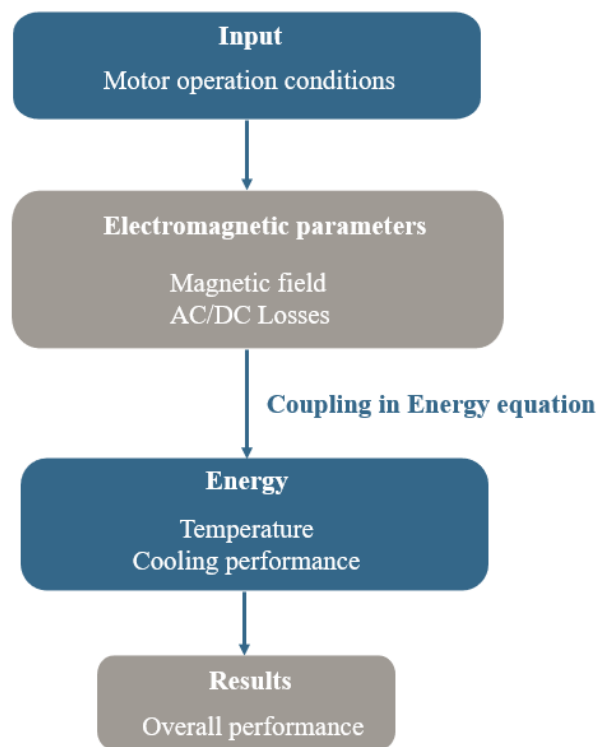 Input
Motor operation conditions
Electromagnetic parameters
Magnetic field
AC/DC Losses
Coupling in Energy equation
Energy
Temperature
Cooling performance
Results
Overall performance